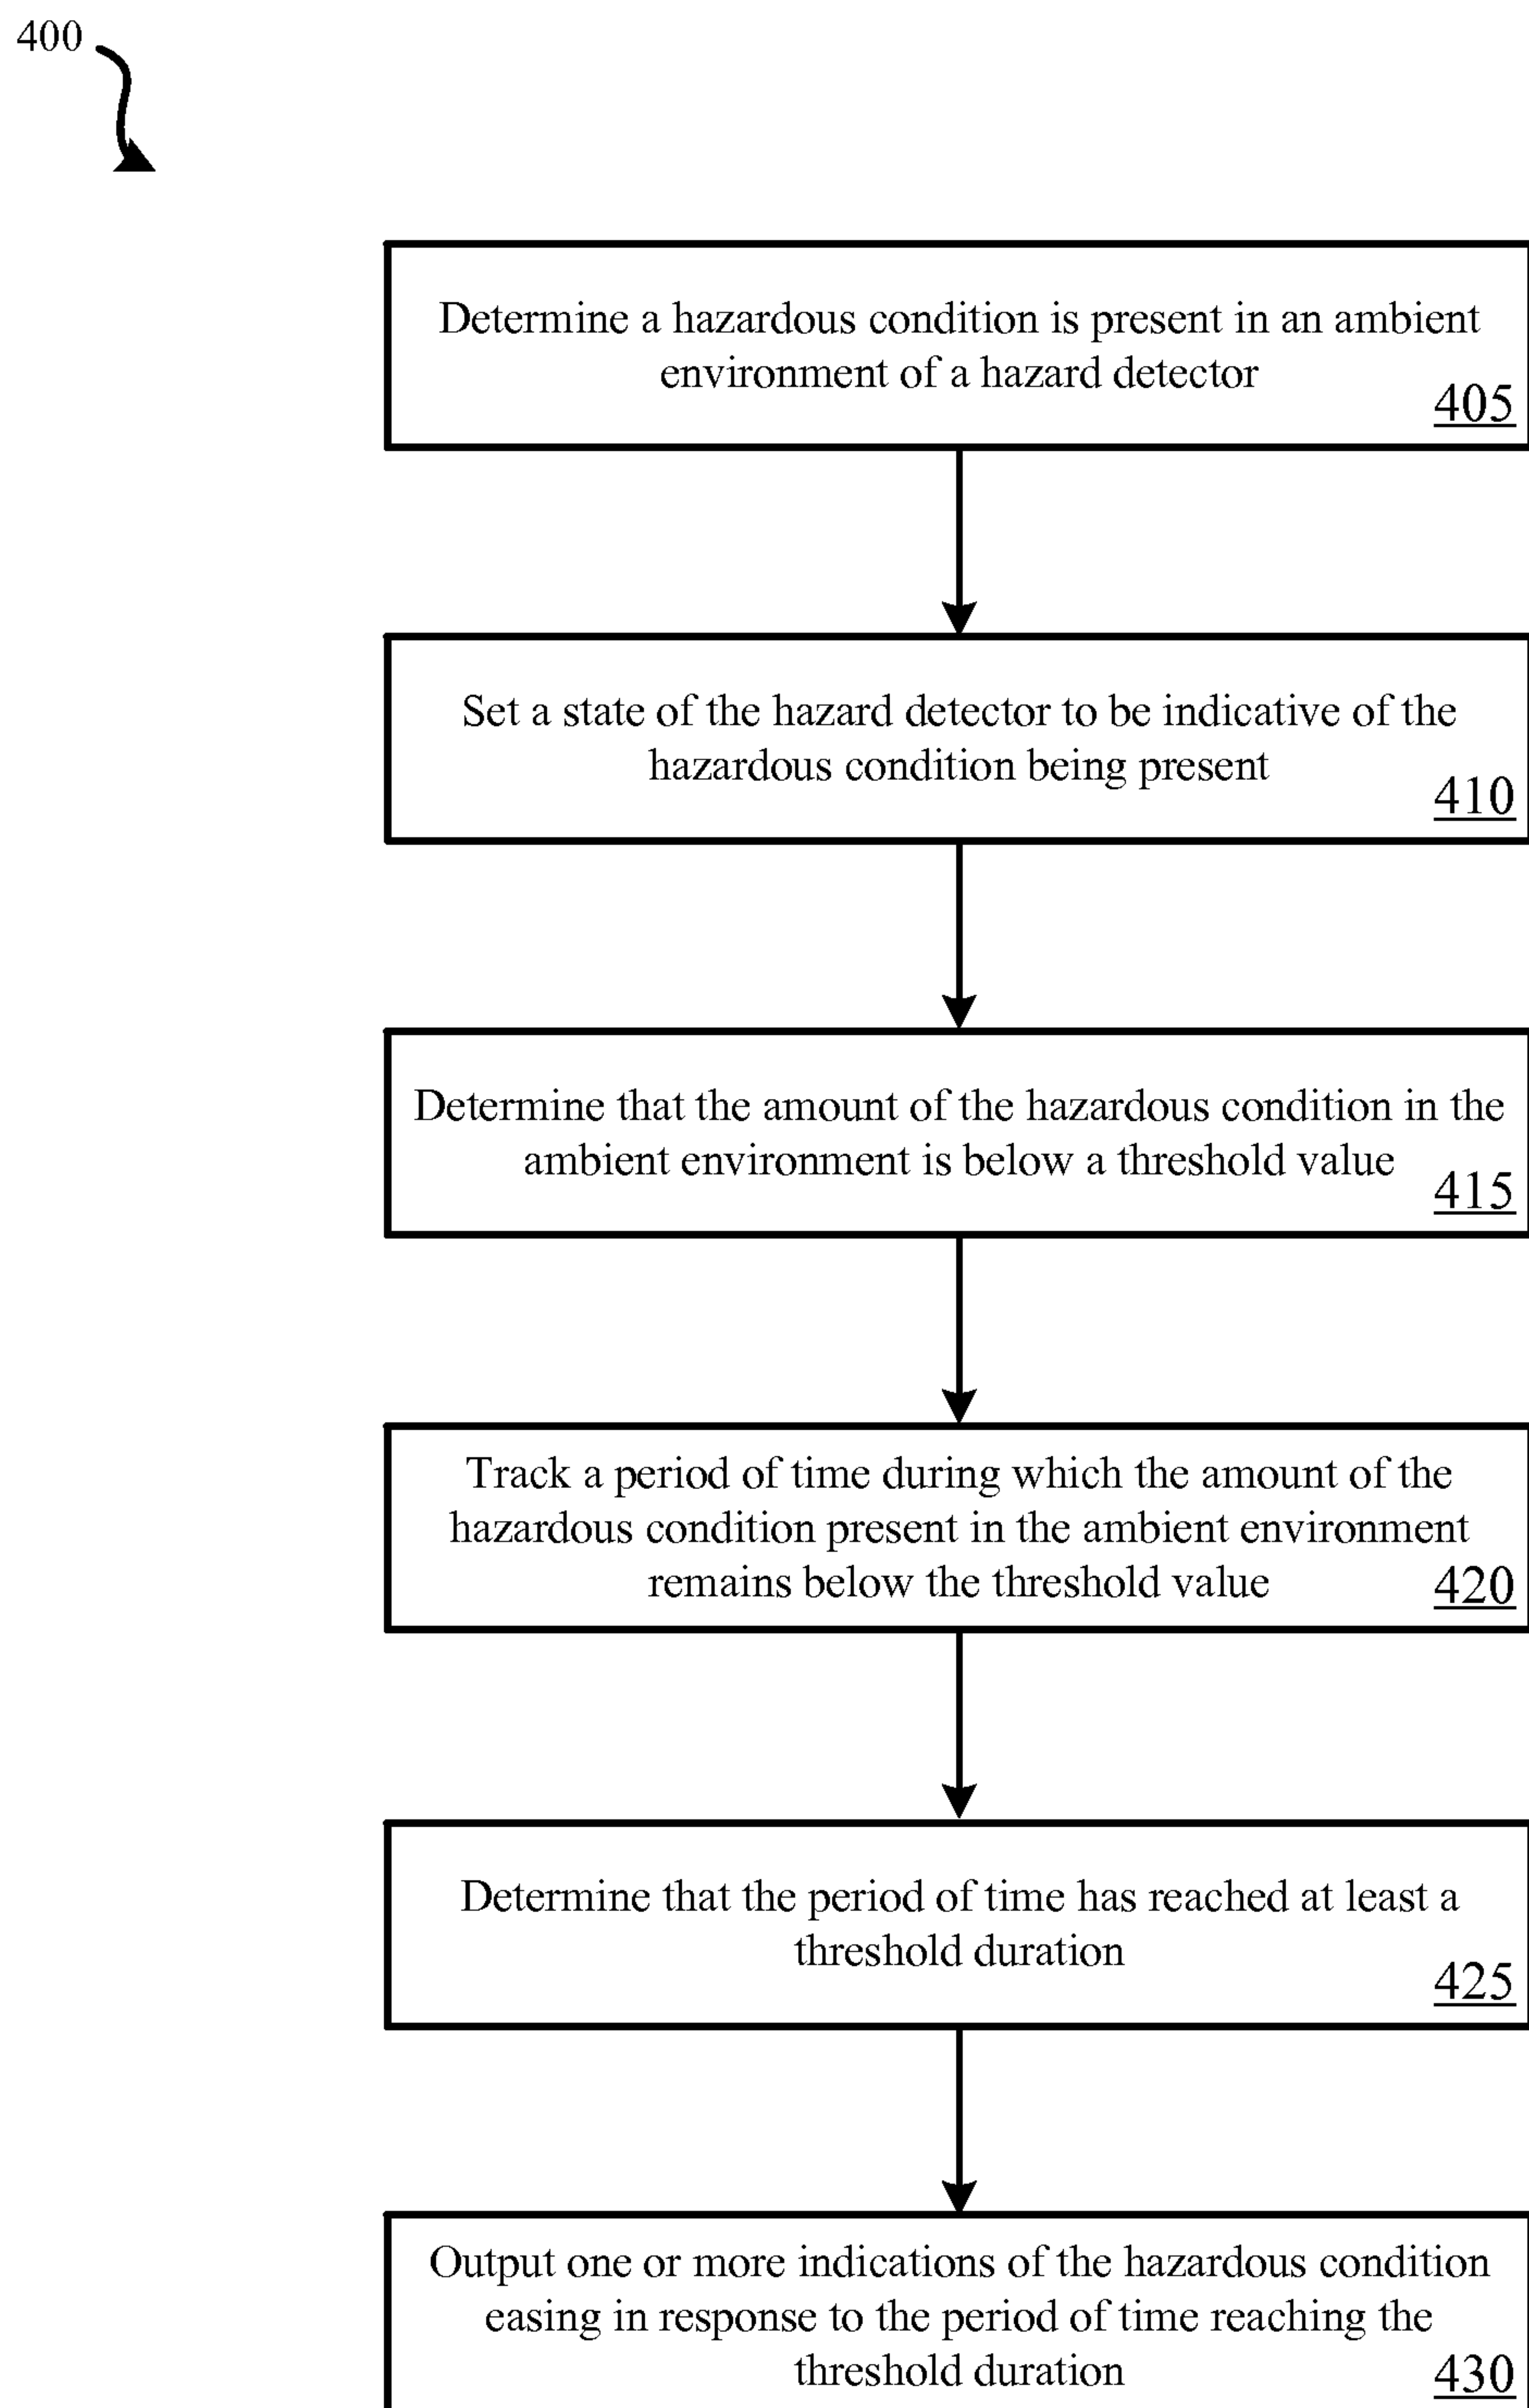 400
Determine a hazardous condition is present in an ambient
environment of a hazard detector
405
Set a state of the hazard detector to be indicative of the
hazardous condition being present
410
Determine that the amount of the hazardous condition in the
ambient environment is below a threshold value
415
Track a period of time during which the amount of the
hazardous condition present in the ambient environment
remains below the threshold value
420
Determine that the period of time has reached at least a
threshold duration
425
Output one or more indications of the hazardous condition
easing in response to the period of time reaching the
threshold duration
430